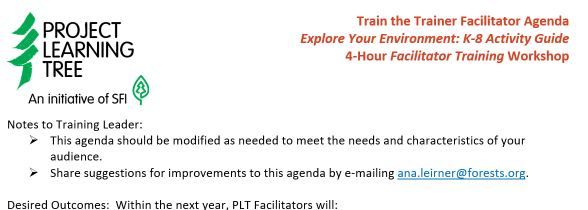 PROJECT
LEARNING
TREE
An initiative of SFI
Train the Trainer Facilitator Agenda
Explore Your Environment: K-8 Activity Guide
4-Hour Facilitator Training Workshop
Notes to Training Leader:
➢ This agenda should be modified as needed to meet the needs and characteristics of your
audience.
➢ Share suggestions for improvements to this agenda by e-mailing ana.leirner@forests.org.
Desired Outcomes: Within the next year, PLT Facilitators will: